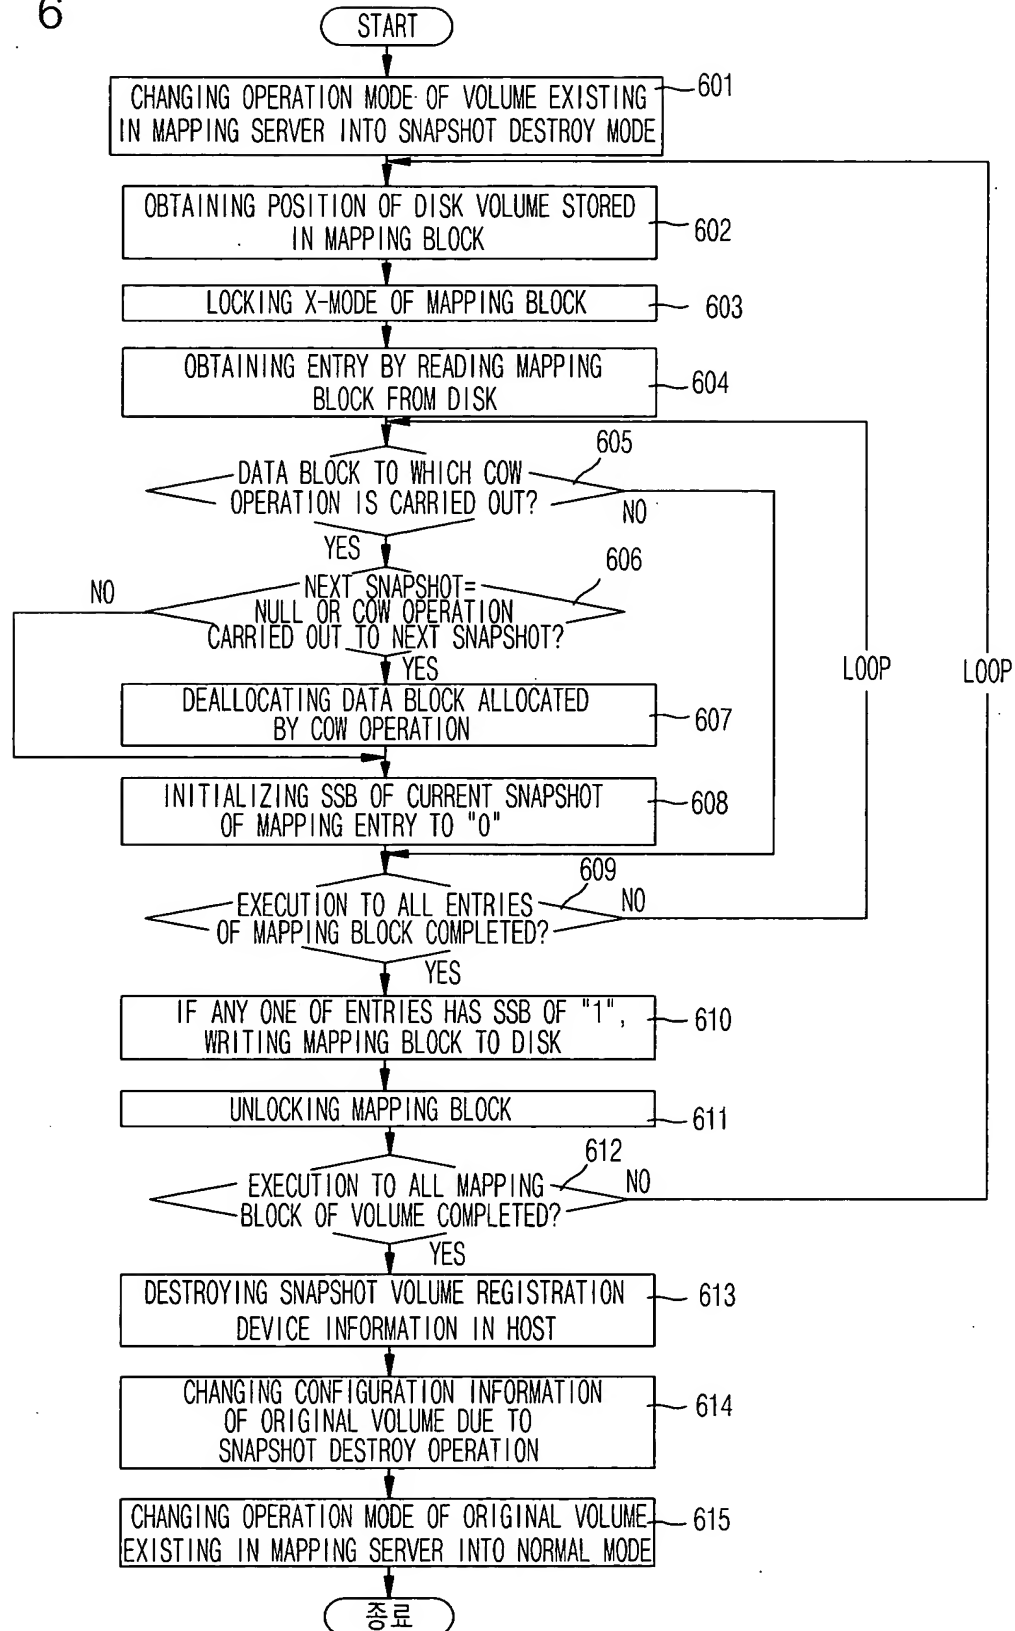 6
START
CHANGING OPERATION MODE OF VOLUME EXISTING
IN MAPPING SERVER INTO SNAPSHOT DESTROY MODE
601
OBTAINING POSITION OF DISK VOLUME STORED
IN MAPPING BLOCK
602
LOCKING X-MODE OF MAPPING BLOCK
603
OBTAINING ENTRY BY READING MAPPING
BLOCK FROM DISK
604
605
DATA BLOCK TO WHICH COW
OPERATION IS CARRIED OUT?
NO
YES
606
NO
NEXT SNAPSHOT=
NULL OR COW OPERATION
CARRIED OUT TO NEXT SNAPSHOT?
YES
LOOP
LOOP
DEALLOCATING DATA BLOCK ALLOCATED
BY COW OPERATION
607
INITIALIZING SSB OF CURRENT SNAPSHOT
OF MAPPING ENTRY TO "0"
608
609
EXECUTION TO ALL ENTRIES
OF MAPPING BLOCK COMPLETED?
NO
YES
IF ANY ONE OF ENTRIES HAS SSB OF "1",
WRITING MAPPING BLOCK TO DISK
610
UNLOCKING MAPPING BLOCK
611
612
EXECUTION TO ALL MAPPING
BLOCK OF VOLUME COMPLETED?
NO
YES
DESTROYING SNAPSHOT VOLUME REGISTRATION
DEVICE INFORMATION IN HOST
613
CHANGING CONFIGURATION INFORMATION
OF ORIGINAL VOLUME DUE TO
SNAPSHOT DESTROY OPERATION
614
CHANGING OPERATION MODE OF ORIGINAL VOLUME
EXISTING IN MAPPING SERVER INTO NORMAL MODE
615
종료